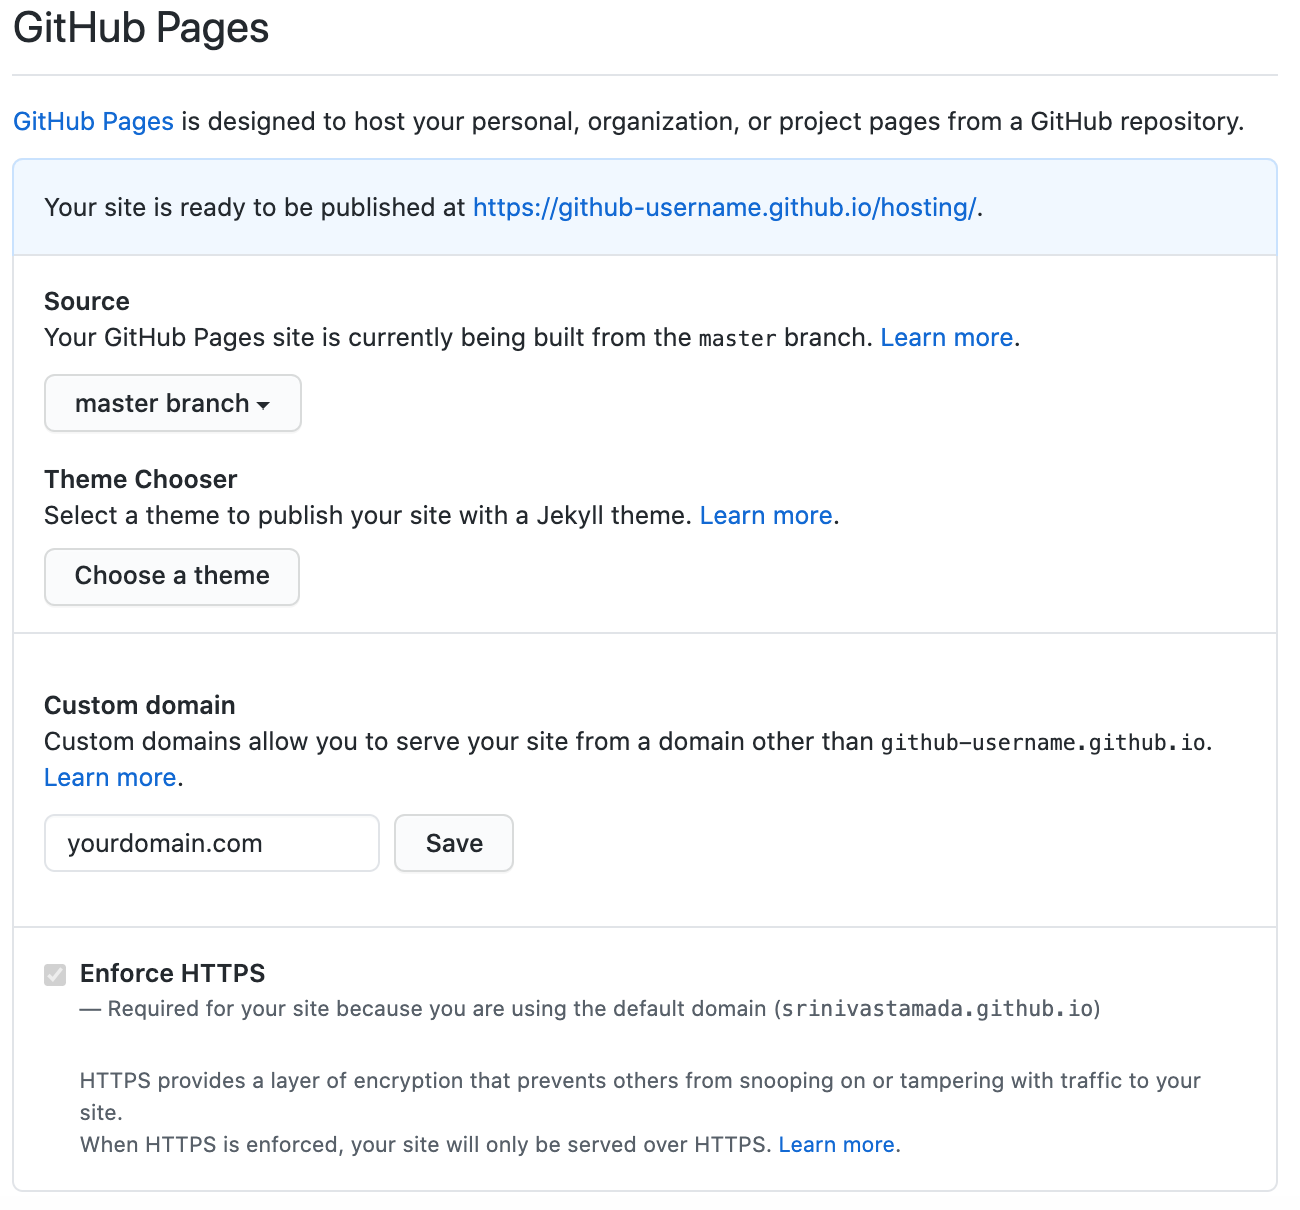 GitHub Pages
GitHub Pages is designed to host your personal, organization, or project pages from a GitHub repository.
Your site is ready to be published at https://github-username.github.io/hosting/.
Source
Your GitHub Pages site is currently being built from the master branch. Learn more.
master branch
Theme Chooser
Select a theme to publish your site with a Jekyll theme. Learn more.
Choose a theme
Custom domain
Custom domains allow you to serve your site from a domain other than github-username.github.io.
Learn more.
yourdomain.com Save
Enforce HTTPS
— Required for your site because you are using the default domain (srinivastamada.github.io)
HTTPS provides a layer of encryption that prevents others from snooping on or tampering with traffic to your
site.
When HTTPS is enforced, your site will only be served over HTTPS. Learn more.